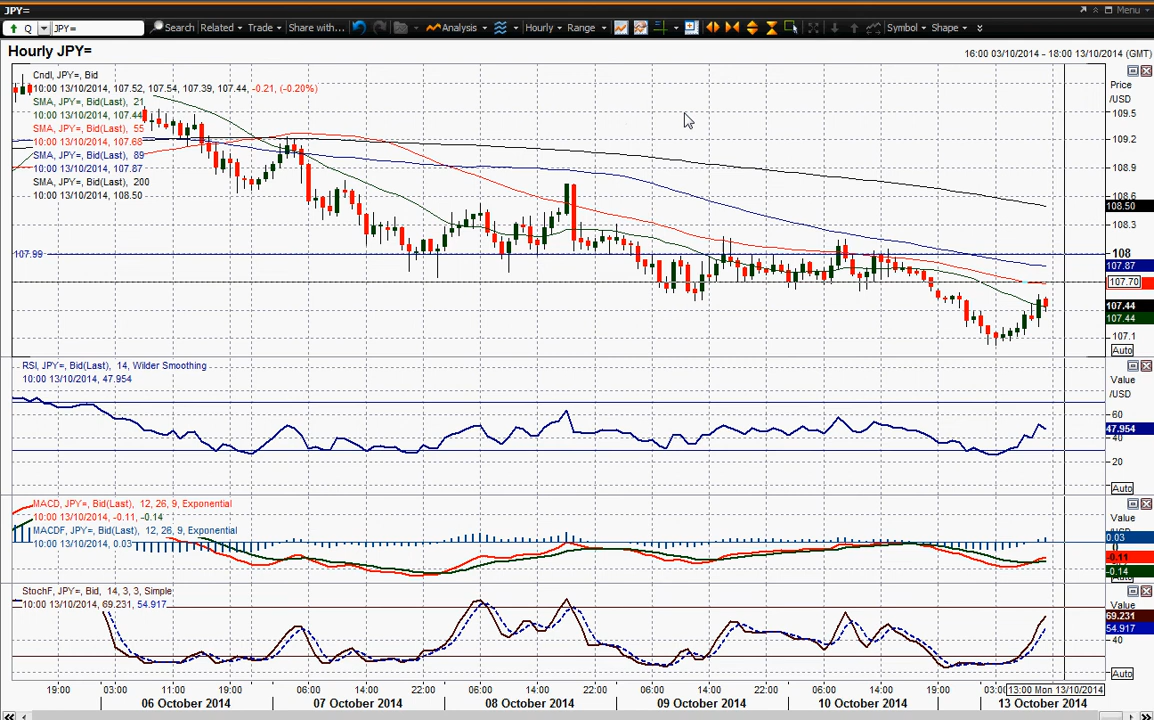 JPY=
Menu
Q JPY= Search Related Trade Share with... Analysis Hourly Range Symbol Shape
Hourly JPY=
16:00 03/10/2014 - 18:00 13/10/2014 (GMT)
Cndl, JPY=, Bid
10:00 13/10/2014, 107.52, 107.54, 107.39, 107.44, -0.21, (-0.20%)
SMA, JPY=, Bid(Last), 21
10:00 13/10/2014, 107.44
SMA, JPY=, Bid(Last), 55
10:00 13/10/2014, 107.68
SMA, JPY=, Bid(Last), 89
10:00 13/10/2014, 107.87
SMA, JPY=, Bid(Last), 200
10:00 13/10/2014, 108.50
Price
/USD
109.5
109.2
108.9
108.6
108.50
108.3
107.99
108
107.87
107.70
107.44
107.44
107.1
Auto
RSI, JPY=, Bid(Last), 14, Wilder Smoothing
10:00 13/10/2014, 47.954
Value
/USD
60
47.954
40
20
Auto
MACD, JPY=, Bid(Last), 12, 26, 9, Exponential
10:00 13/10/2014, -0.11, -0.14
MACDF, JPY=, Bid(Last), 12, 26, 9, Exponential
10:00 13/10/2014, 0.03
Value
0.03
0
-0.11
-0.14
Auto
StochF, JPY=, Bid, 14, 3, 3, Simple
10:00 13/10/2014, 69.231, 54.917
Value
69.231
54.917
40
Auto
19:00 03:00 11:00 19:00 06:00 14:00 22:00 06:00 14:00 22:00 06:00 14:00 22:00 06:00 14:00 19:00 03:00 13:00 Mon 13/10/2014
06 October 2014 07 October 2014 08 October 2014 09 October 2014 10 October 2014 13 October 2014